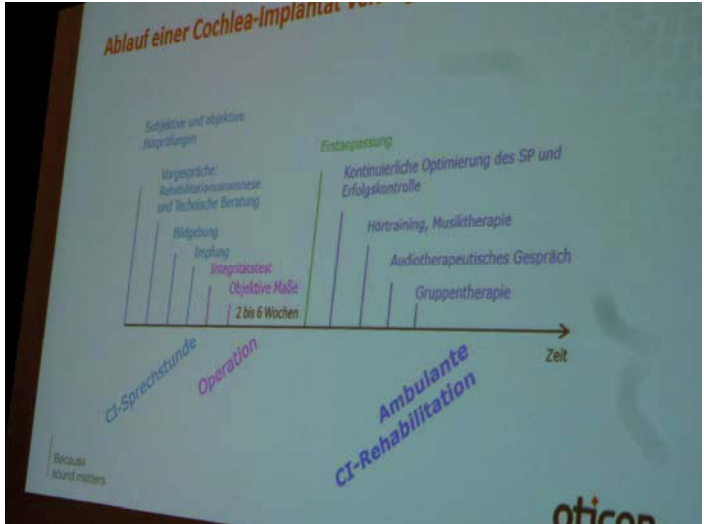 Ablauf einer Cochlea-Implantat
Subjektive und objektive
Hörprüfungen
Vorgespräche:
Rehabilitationsanamnese
und Technische Beratung
Bildgebung
Impfung
Integritätstest
Objektive Maße
2 bis 6 Wochen
Erstanpassung
Kontinuierliche Optimierung des SP und
Erfolgskontrolle
Hörtraining, Musiktherapie
Audiotherapeutisches Gespräch
Gruppentherapie
Zeit
CI-Sprechstunde
Operation
Ambulante
CI-Rehabilitation
Because
sound matters
oticon